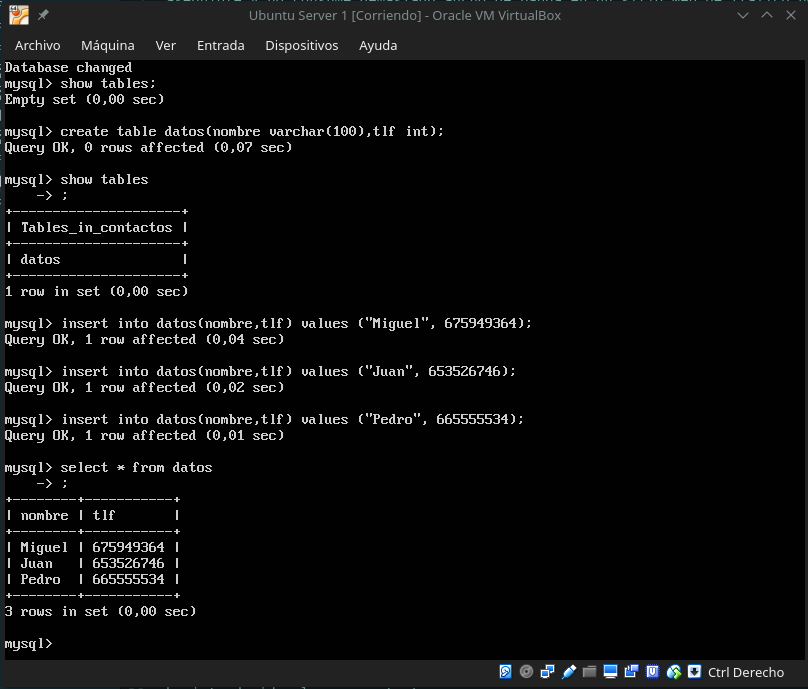 Ubuntu Server 1 [Corriendo] - Oracle VM VirtualBox
Archivo Máquina Ver Entrada Dispositivos Ayuda
Database changed
mysql> show tables;
Empty set (0,00 sec)
mysql> create table datos(nombre varchar(100),tlf int);
Query OK, 0 rows affected (0,07 sec)
mysql> show tables
    -> ;
+---------------------+
| Tables_in_contactos |
+---------------------+
| datos               |
+---------------------+
1 row in set (0,00 sec)
mysql> insert into datos(nombre,tlf) values ("Miguel", 675949364);
Query OK, 1 row affected (0,04 sec)
mysql> insert into datos(nombre,tlf) values ("Juan", 653526746);
Query OK, 1 row affected (0,02 sec)
mysql> insert into datos(nombre,tlf) values ("Pedro", 665555534);
Query OK, 1 row affected (0,01 sec)
mysql> select * from datos
    -> ;
+--------+-----------+
| nombre | tlf       |
+--------+-----------+
| Miguel | 675949364 |
| Juan   | 653526746 |
| Pedro  | 665555534 |
+--------+-----------+
3 rows in set (0,00 sec)
mysql>
Ctrl Derecho